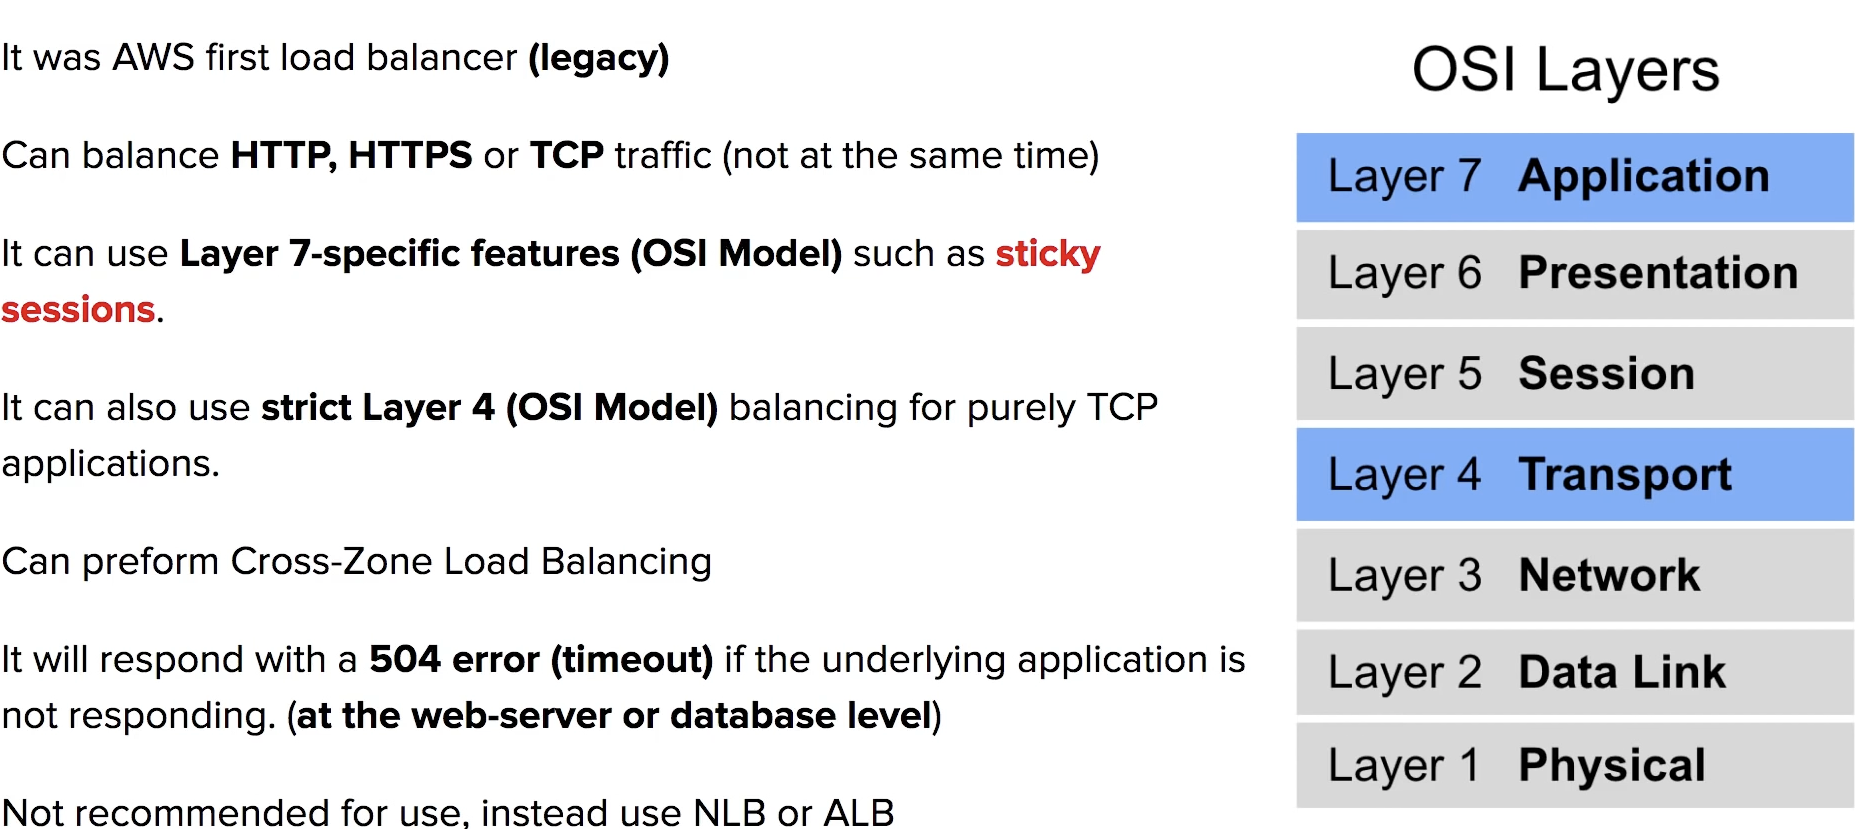 It was AWS first load balancer (legacy)
Can balance HTTP, HTTPS or TCP traffic (not at the same time)
It can use Layer 7-specific features (OSI Model) such as sticky
sessions.
It can also use strict Layer 4 (OSI Model) balancing for purely TCP
applications.
Can preform Cross-Zone Load Balancing
It will respond with a 504 error (timeout) if the underlying application is
not responding. (at the web-server or database level)
Not recommended for use, instead use NLB or ALB
OSI Layers
Layer 7 Application
Layer 6 Presentation
Layer 5 Session
Layer 4 Transport
Layer 3 Network
Layer 2 Data Link
Layer 1 Physical